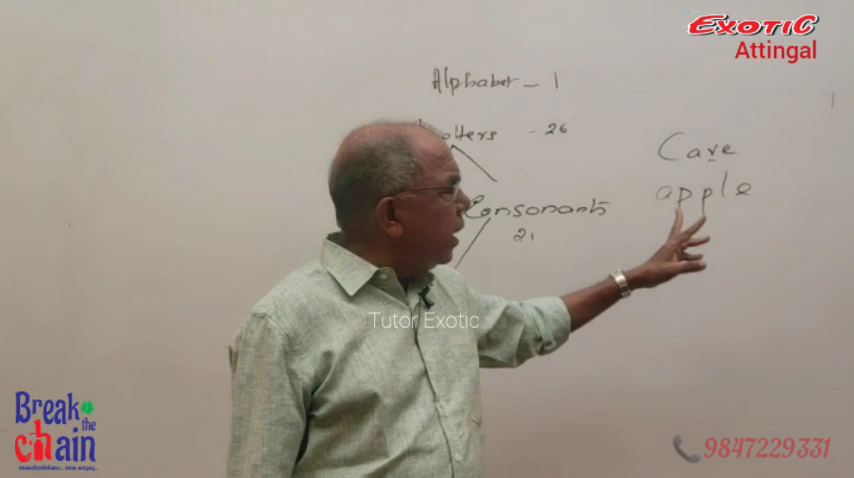 EXOTIC
Attingal
Alphabet - 1
Letters - 26
Care
apple
Consonants
21
Tutor Exotic
Break
the
chain
9847229331